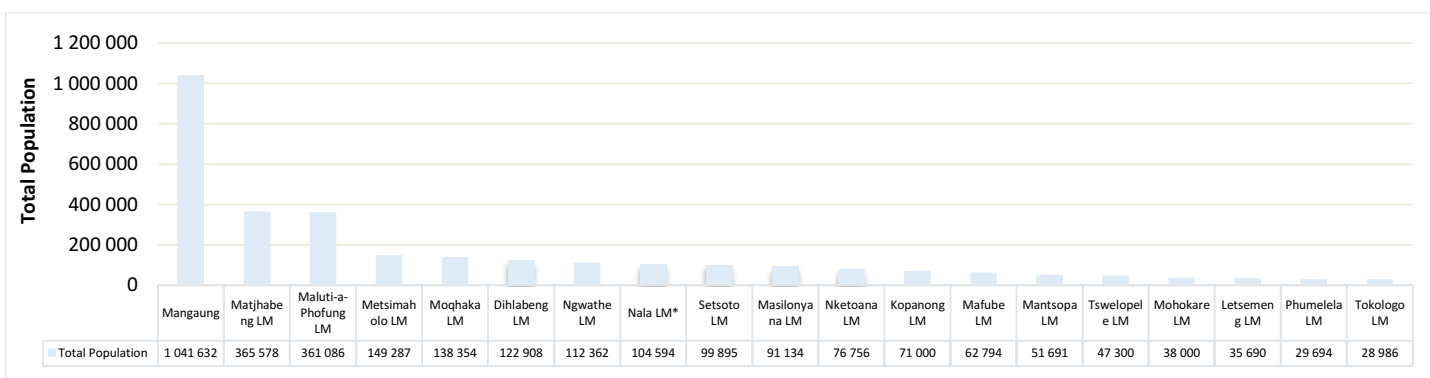 1 200 000
1 000 000
800 000
600 000
400 000
200 000
0
Total Population
Mangaung
Matjhabe
ng LM
Maluti-a-
Phofung
LM
Metsimah
olo LM
Moqhaka
LM
Dihlabeng
LM
Ngwathe
LM
Nala LM*
Setsoto
LM
Masilonya
na LM
Nketoana
LM
Kopanong
LM
Mafube
LM
Mantsopa
LM
Tswelopel
e LM
Mohokare
LM
Letsemen
g LM
Phumelela
LM
Tokologo
LM
Total Population 1 041 632 365 578 361 086 149 287 138 354 122 908 112 362 104 594 99 895 91 134 76 756 71 000 62 794 51 691 47 300 38 000 35 690 29 694 28 986